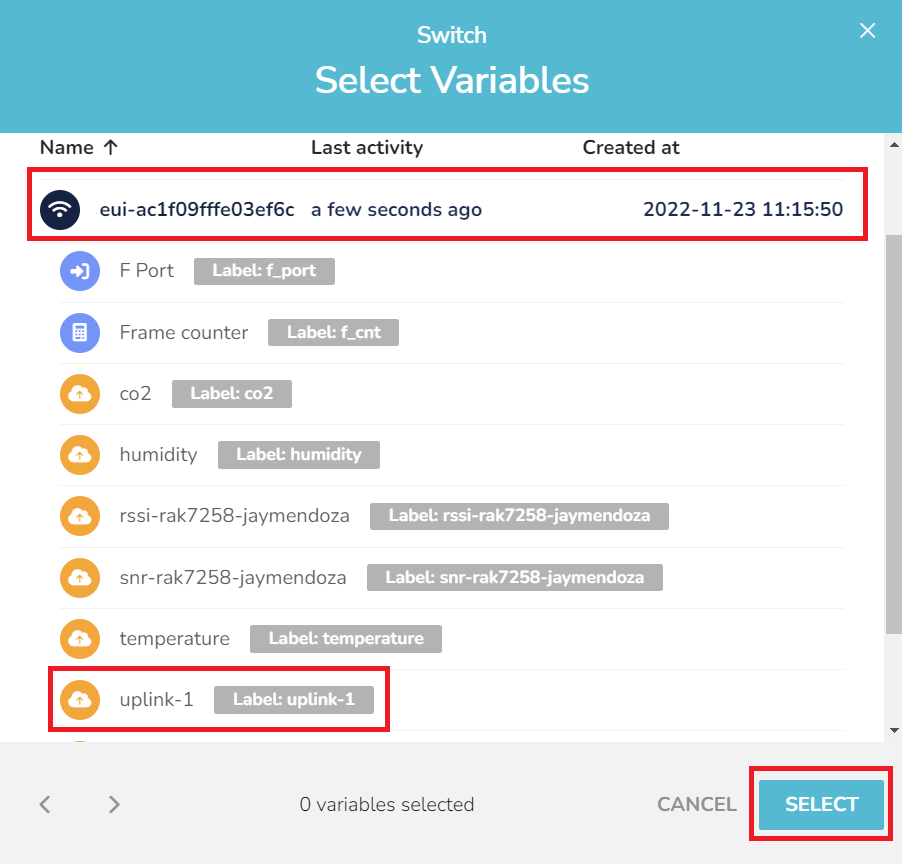 Switch
Select Variables
Name Last activity Created at
eui-ac1f09fffe03ef6c a few seconds ago 2022-11-23 11:15:50
F Port Label: f_port
Frame counter Label: f_cnt
co2 Label: co2
humidity Label: humidity
rssi-rak7258-jaymendoza Label: rssi-rak7258-jaymendoza
snr-rak7258-jaymendoza Label: snr-rak7258-jaymendoza
temperature Label: temperature
uplink-1 Label: uplink-1
0 variables selected CANCEL SELECT